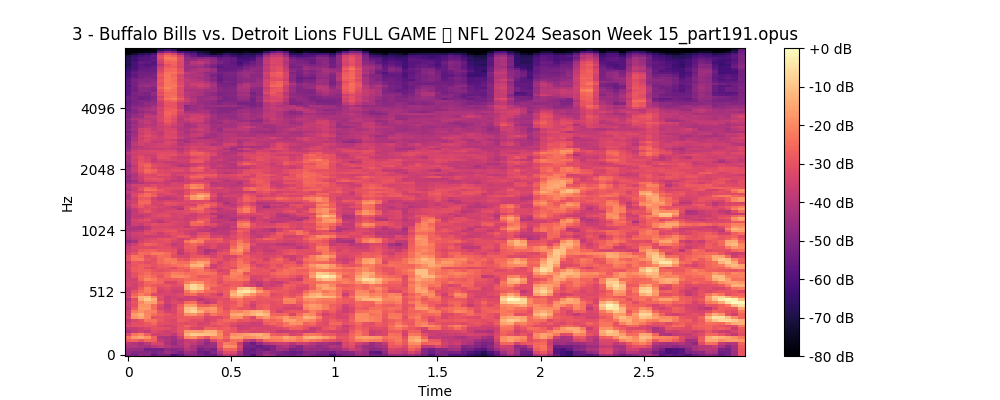 3 - Buffalo Bills vs. Detroit Lions FULL GAME ▯ NFL 2024 Season Week 15_part191.opus
+0 dB
-10 dB
-20 dB
-30 dB
-40 dB
-50 dB
-60 dB
-70 dB
-80 dB
Hz
4096
2048
1024
512
0
0
0.5
1
1.5
2
2.5
Time